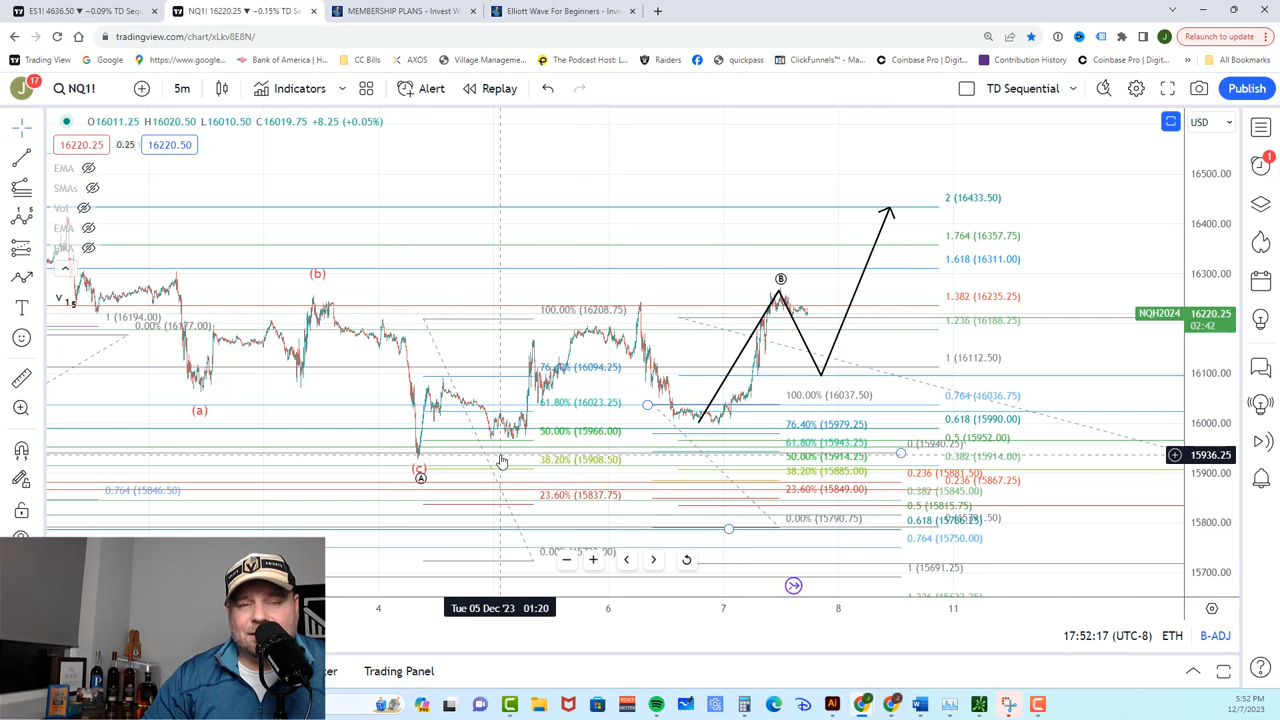 ES1! 4636.50 ▼ −0.09% TD Sequ
NQ1! 16220.25 ▼ −0.15% TD S
MEMBERSHIP PLANS - Invest W
Elliott Wave For Beginners - Inv
tradingview.com/chart/xLkv8E8N/
Relaunch to update
Trading View
Google
https://www.google...
Bank of America | H...
CC Bills
AXOS
Village Manageme...
The Podcast Host: L...
Raiders
quickpass
ClickFunnels™ - Ma...
Coinbase Pro | Digit...
Contribution History
Coinbase Pro | Digit...
All Bookmarks
J 17
NQ1!
5m
Indicators
Alert
Replay
TD Sequential
Publish
O16011.25 H16020.50 L16010.50 C16019.75 +8.25 (+0.05%)
USD
16220.25
0.25
16220.50
EMA
SMAs
Vol
EMA
16500.00
16400.00
16300.00
16100.00
16000.00
15900.00
15800.00
15700.00
2 (16433.50)
1.764 (16357.75)
1.618 (16311.00)
1.382 (16235.25)
1.236 (16188.25)
1 (16112.50)
0.764 (16036.75)
0.618 (15990.00)
0.5 (15952.00)
0.382 (15914.00)
0.236 (15867.25)
NQH2024
16220.25
02:42
15936.25
(b)
(a)
(c)
A
B
1 (16194.00)
0.00% (16177.00)
0.764 (15846.50)
100.00% (16208.75)
76.40% (16094.25)
61.80% (16023.25)
50.00% (15966.00)
38.20% (15908.50)
23.60% (15837.75)
100.00% (16037.50)
76.40% (15979.25)
61.80% (15943.25)
50.00% (15914.25)
38.20% (15885.00)
23.60% (15849.00)
0.00% (15790.75)
0 (15940.25)
0.236 (15881.50)
0.382 (15845.00)
0.5 (15815.75)
0.618 (15786.25)
0.764 (15750.00)
1 (15691.25)
4
Tue 05 Dec '23 01:20
6
7
8
11
17:52:17 (UTC-8)
ETH
B-ADJ
Trading Panel
5:52 PM
12/7/2023